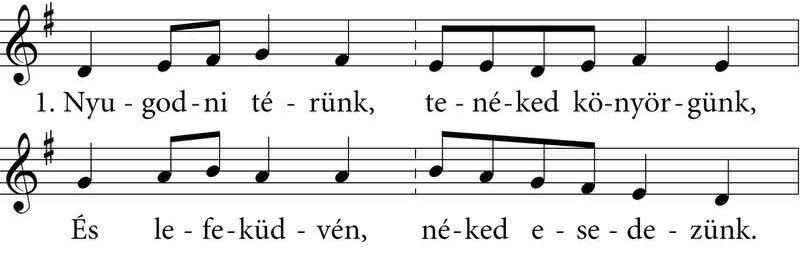 1. Nyu - god - ni té - rünk, te - né - ked kö - nyör - günk,
És le - fe - küd - vén, né - ked e - se - de - zünk.